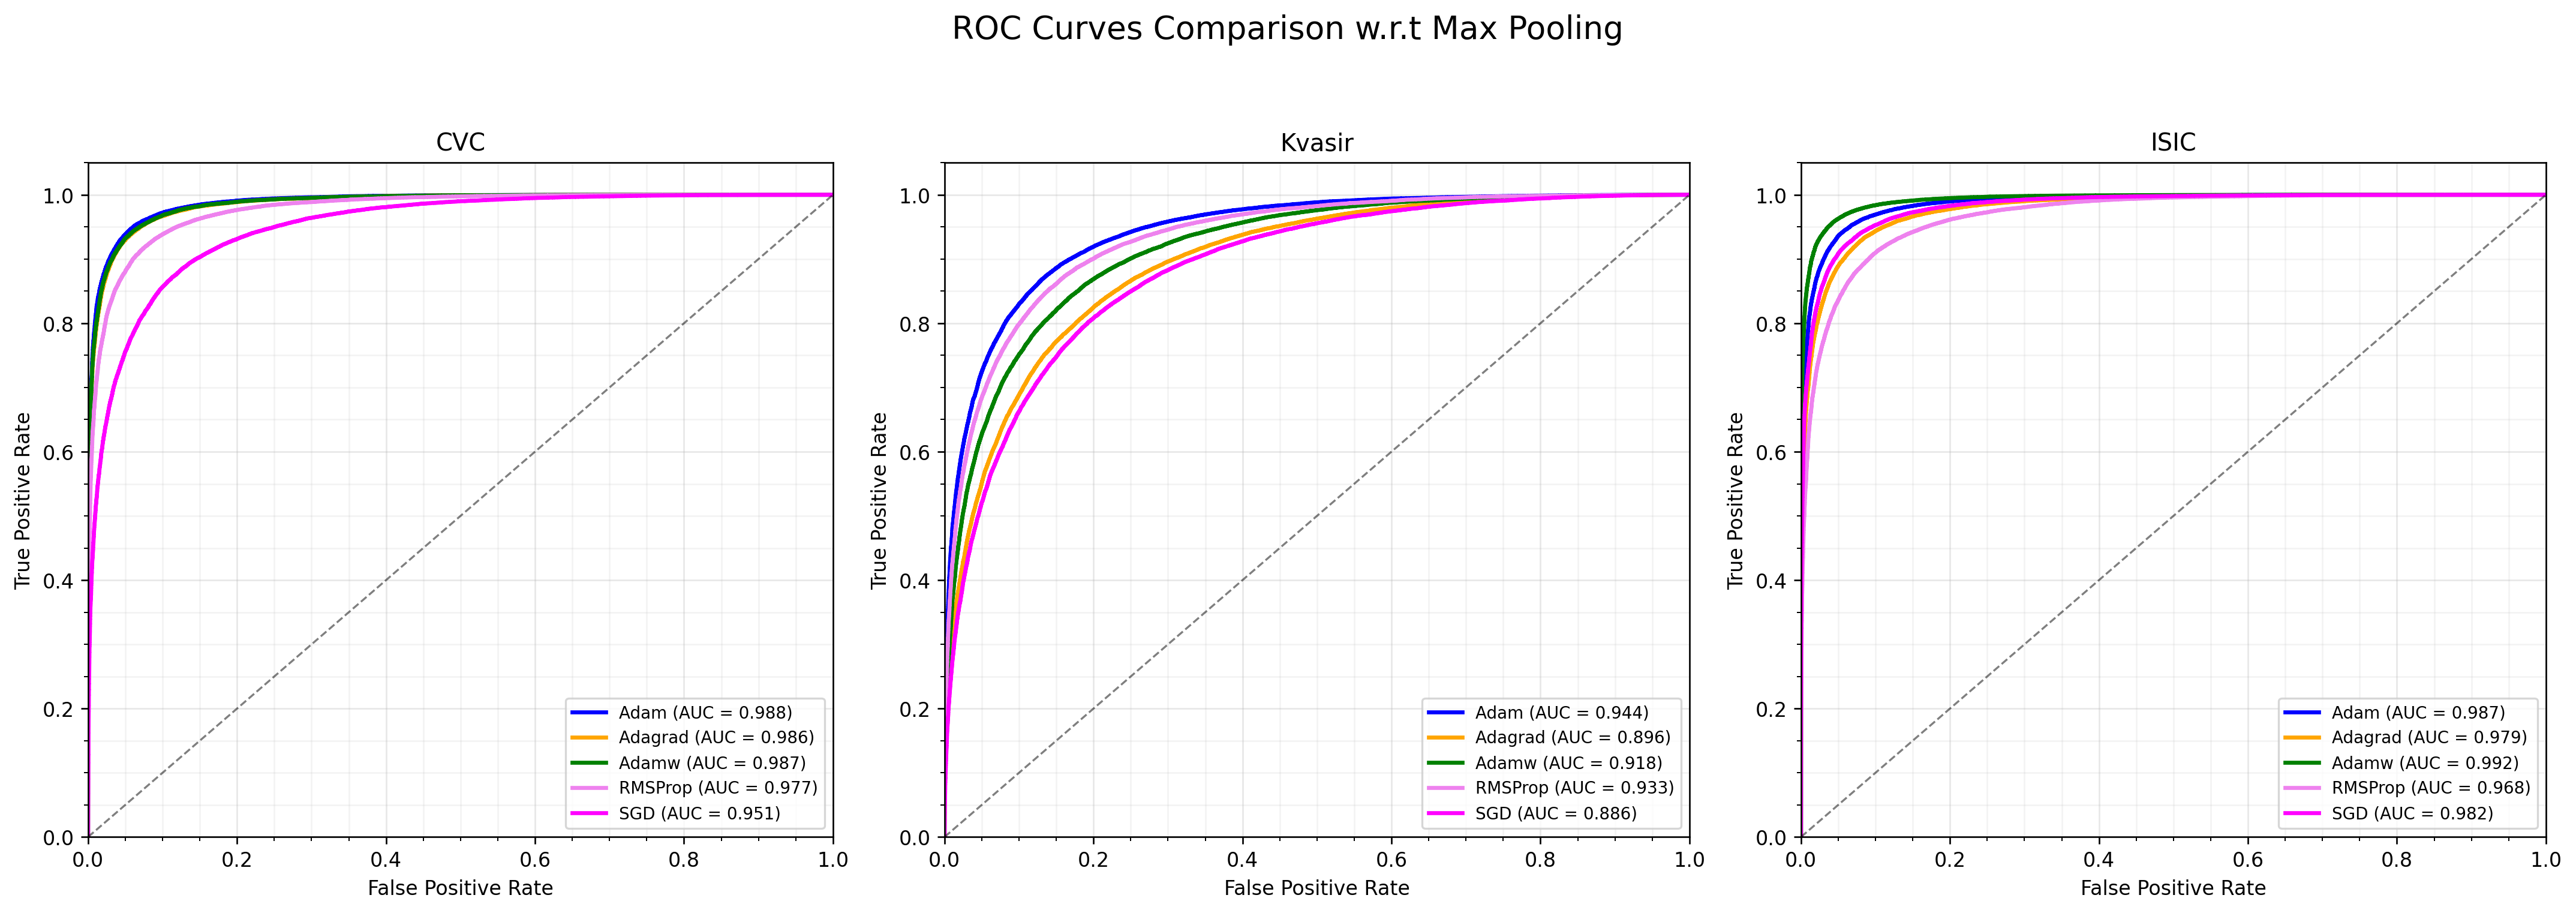 ROC Curves Comparison w.r.t Max Pooling
CVC
True Positive Rate
1.0
0.8
0.6
0.4
0.2
0.0
0.0 0.2 0.4 0.6 0.8 1.0
False Positive Rate
Adam (AUC = 0.988)
Adagrad (AUC = 0.986)
Adamw (AUC = 0.987)
RMSProp (AUC = 0.977)
SGD (AUC = 0.951)
Kvasir
True Positive Rate
1.0
0.8
0.6
0.4
0.2
0.0
0.0 0.2 0.4 0.6 0.8 1.0
False Positive Rate
Adam (AUC = 0.944)
Adagrad (AUC = 0.896)
Adamw (AUC = 0.918)
RMSProp (AUC = 0.933)
SGD (AUC = 0.886)
ISIC
True Positive Rate
1.0
0.8
0.6
0.4
0.2
0.0
0.0 0.2 0.4 0.6 0.8 1.0
False Positive Rate
Adam (AUC = 0.987)
Adagrad (AUC = 0.979)
Adamw (AUC = 0.992)
RMSProp (AUC = 0.968)
SGD (AUC = 0.982)